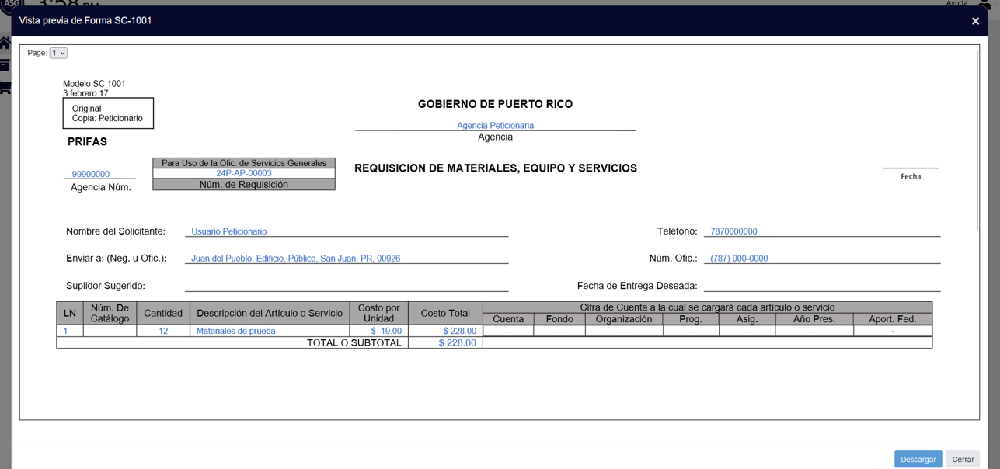 ASG
3:58 PM
Ayuda
Vista previa de Forma SC-1001
×
Page: 1
Modelo SC 1001
3 febrero 17
Original
Copia: Peticionario
PRIFAS
GOBIERNO DE PUERTO RICO
Agencia Peticionaria
Agencia
99900000
Agencia Núm.
Para Uso de la Ofic. de Servicios Generales
24P-AP-00003
Núm. de Requisición
REQUISICION DE MATERIALES, EQUIPO Y SERVICIOS
Fecha
Nombre del Solicitante: Usuario Peticionario Teléfono: 7870000000
Enviar a: (Neg. u Ofic.): Juan del Pueblo: Edificio, Público, San Juan, PR, 00926 Núm. Ofic.: (787) 000-0000
Suplidor Sugerido: Fecha de Entrega Deseada:
LN Núm. De Catálogo Cantidad Descripción del Artículo o Servicio Costo por Unidad Costo Total Cifra de Cuenta a la cual se cargará cada artículo o servicio
Cuenta Fondo Organización Prog. Asig. Año Pres. Aport. Fed.
1 12 Materiales de prueba $ 19.00 $ 228.00 - - - - - - -
TOTAL O SUBTOTAL $ 228.00
Descargar Cerrar